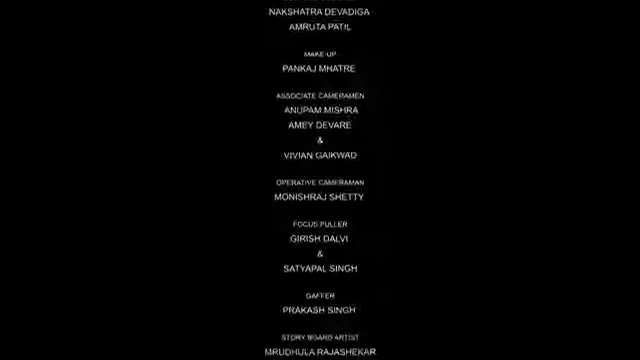 NAKSHATRA DEVADIGA
AMRUTA PATIL
MAKE-UP
PANKAJ MHATRE
ASSOCIATE CAMERAMEN
ANUPAM MISHRA
AMEY DEVARE
&
VIVIAN GAIKWAD
OPERATIVE CAMERAMAN
MONISHRAJ SHETTY
FOCUS PULLER
GIRISH DALVI
&
SATYAPAL SINGH
GAFFER
PRAKASH SINGH
STORY BOARD ARTIST
MRUDHULA RAJASHEKAR